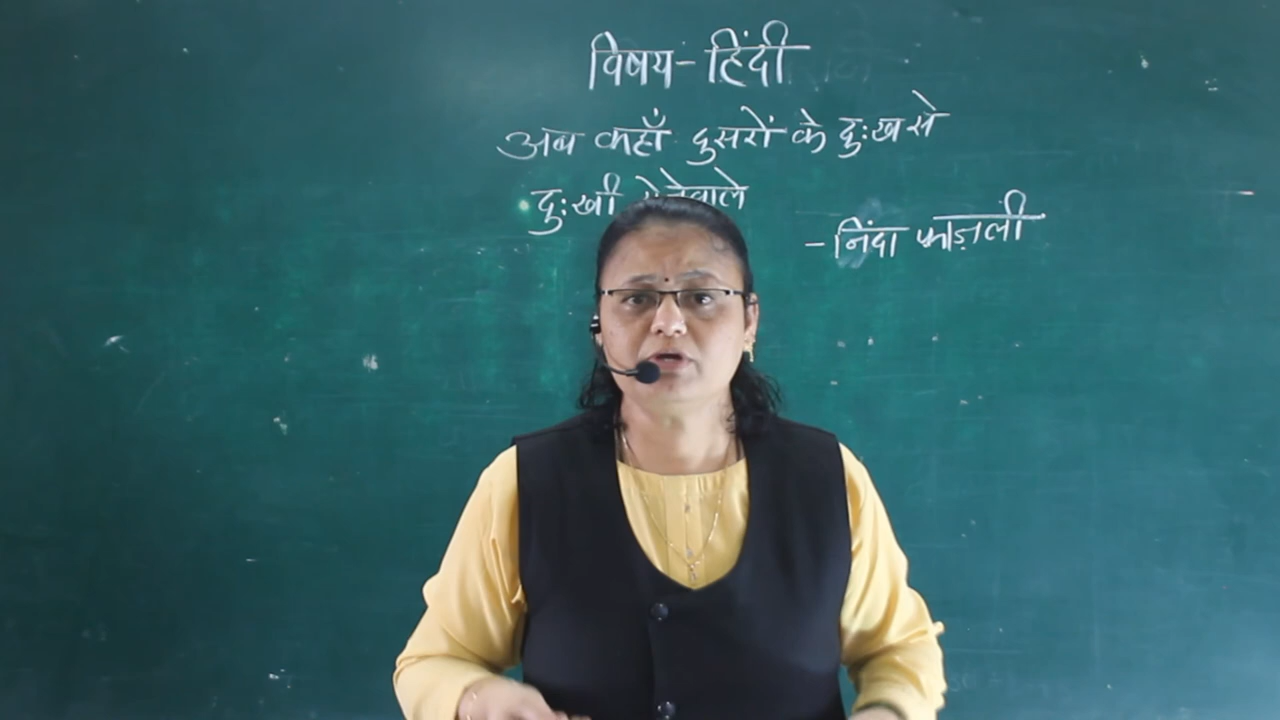 विषय- हिंदी
अब कहाँ दुसरों के दुःख से
दुःखी
- निंदा फाज़ली